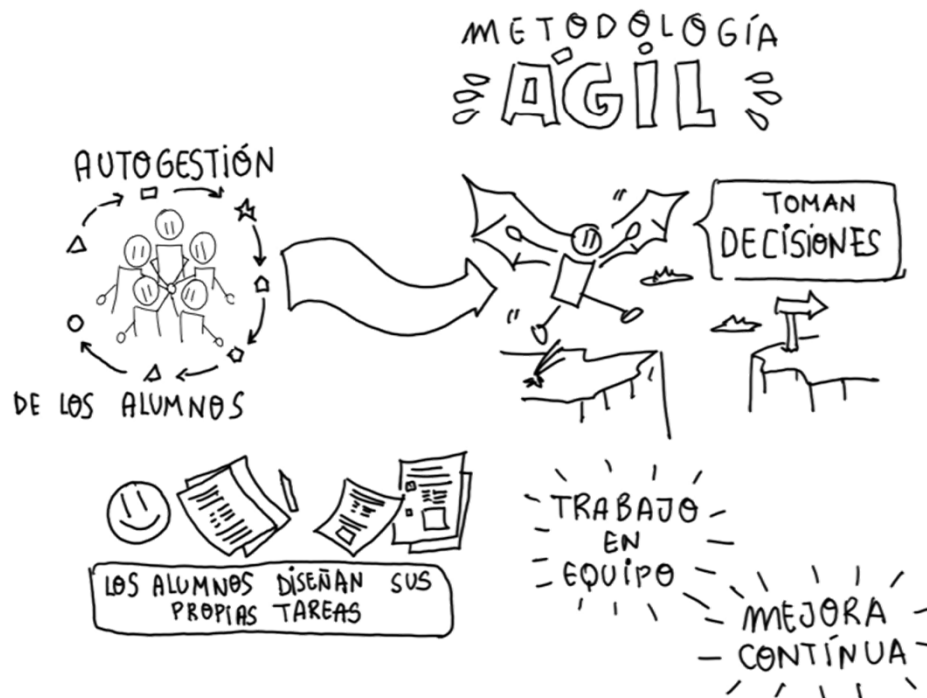 METODOLOGÍA
ÁGIL
AUTOGESTIÓN
DE LOS ALUMNOS
TOMAN
DECISIONES
LOS ALUMNOS DISEÑAN SUS
PROPIAS TAREAS
TRABAJO
EN
EQUIPO
MEJORA
CONTÍNUA